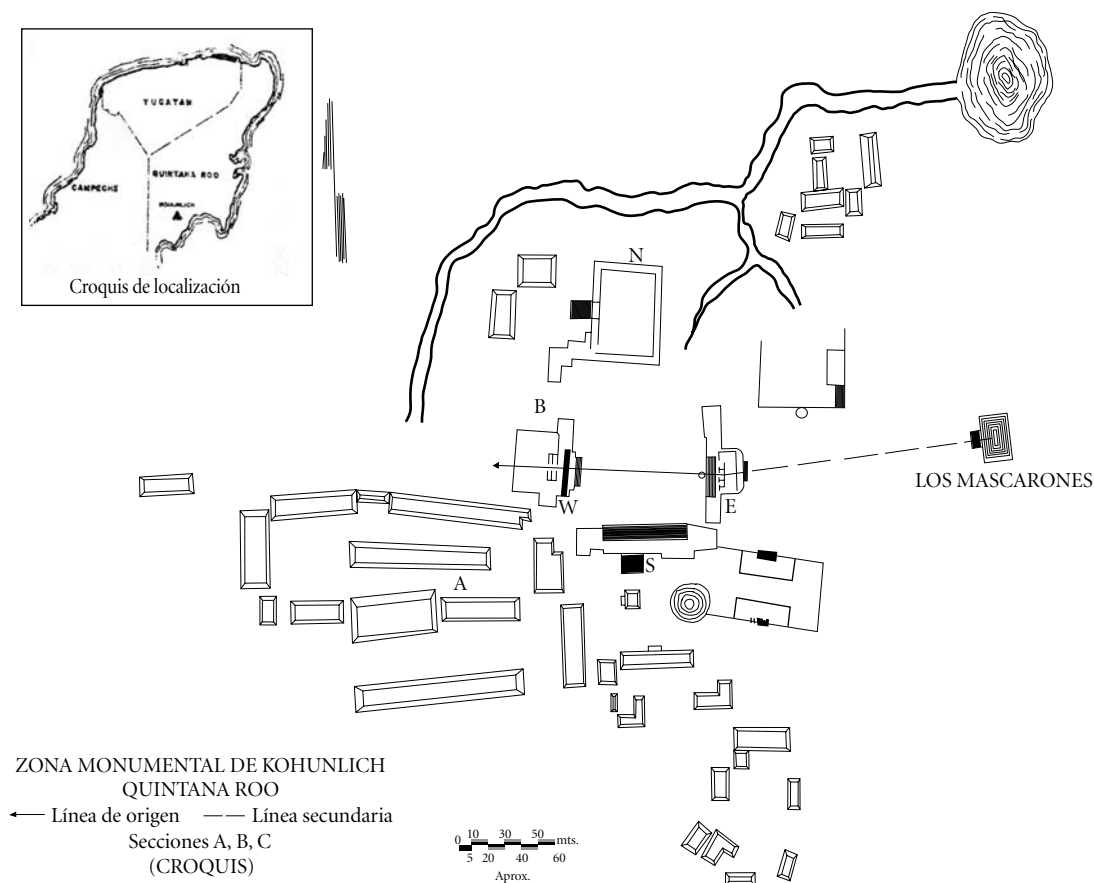 YUCATAN
CAMPECHE
QUINTANA ROO
KOHUNLICH
Croquis de localización
N
B
W
E
LOS MASCARONES
S
A
ZONA MONUMENTAL DE KOHUNLICH
QUINTANA ROO
Línea de origen Línea secundaria
Secciones A, B, C
(CROQUIS)
0 10 30 50 mts.
5 20 40 60
Aprox.